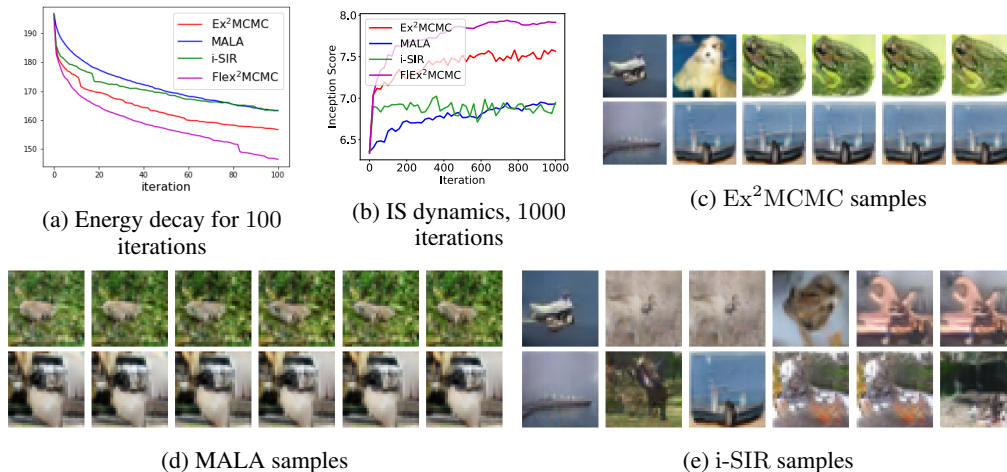 190
180
170
160
150
0
20
40
60
80
100
iteration
Energy
Ex²MCMC
MALA
i-SIR
Flex²MCMC
(a) Energy decay for 100
iterations
8.0
7.5
7.0
6.5
0
200
400
600
800
1000
Iteration
Inception Score
Ex²MCMC
MALA
i-SIR
FlEx²MCMC
(b) IS dynamics, 1000
iterations
(c) Ex²MCMC samples
(d) MALA samples
(e) i-SIR samples